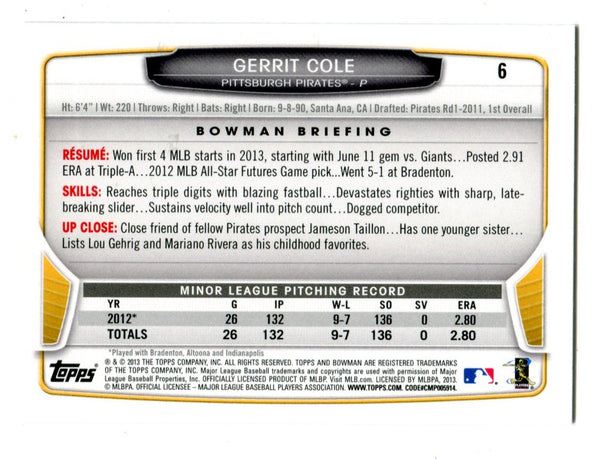 GERRIT COLE
PITTSBURGH PIRATES® - P
6
Ht: 6'4" | Wt: 220 | Throws: Right | Bats: Right | Born: 9-8-90, Santa Ana, CA | Drafted: Pirates Rd1-2011, 1st Overall
BOWMAN BRIEFING
RÉSUMÉ: Won first 4 MLB starts in 2013, starting with June 11 gem vs. Giants...Posted 2.91
ERA at Triple-A...2012 MLB All-Star Futures Game pick...Went 5-1 at Bradenton.
SKILLS: Reaches triple digits with blazing fastball...Devastates righties with sharp, late-
breaking slider...Sustains velocity well into pitch count...Dogged competitor.
UP CLOSE: Close friend of fellow Pirates prospect Jameson Taillon...Has one younger sister...
Lists Lou Gehrig and Mariano Rivera as his childhood favorites.
MINOR LEAGUE PITCHING RECORD
YR G IP W-L SO SV ERA
2012* 26 132 9-7 136 0 2.80
TOTALS 26 132 9-7 136 0 2.80
*Played with Bradenton, Altoona and Indianapolis
® & © 2013 THE TOPPS COMPANY, INC. ALL RIGHTS RESERVED. TOPPS AND BOWMAN ARE REGISTERED TRADEMARKS
OF THE TOPPS COMPANY, INC. Major League Baseball trademarks and copyrights are used with permission of Major
League Baseball Properties, Inc. OFFICIALLY LICENSED PRODUCT OF MLBP. Visit MLB.com. LICENSED BY MLBPA, 2013.
© MLBPA. OFFICIAL LICENSEE – MAJOR LEAGUE BASEBALL PLAYERS ASSOCIATION. WWW.TOPPS.COM. CODE#CMP005914.
TOPPS